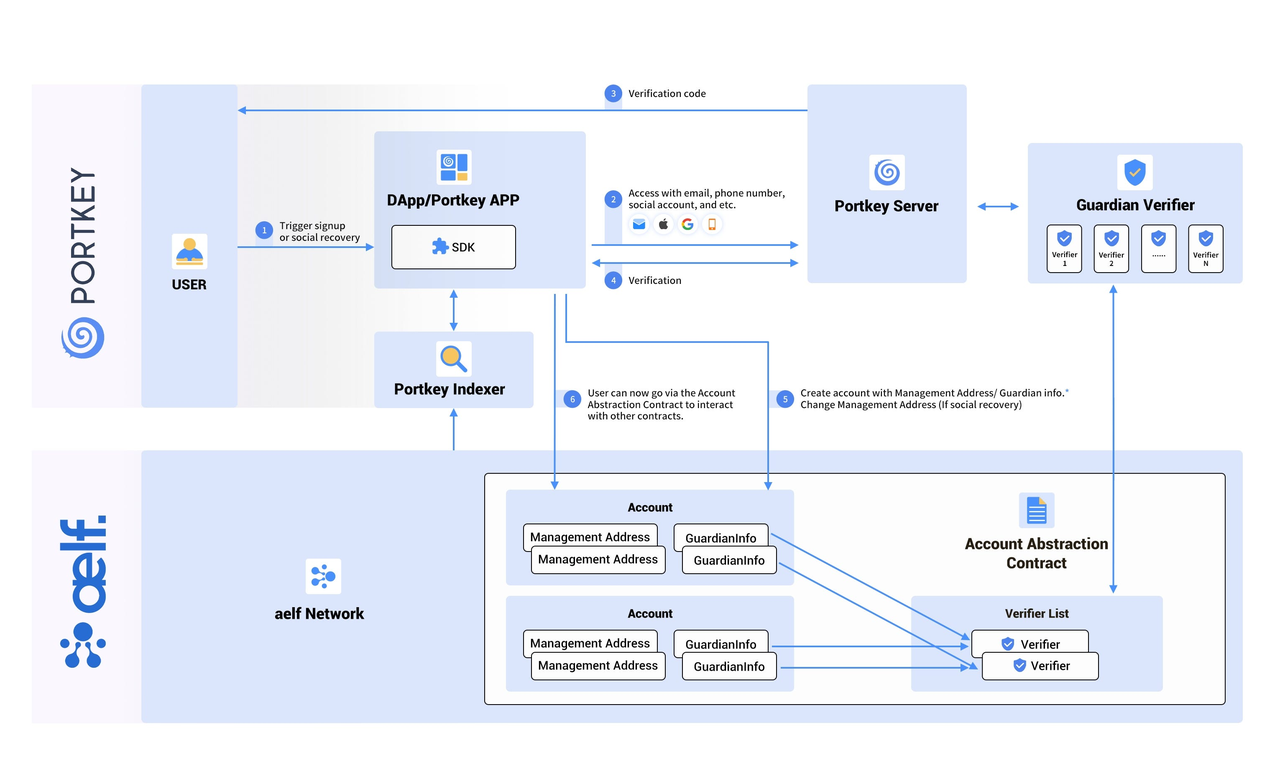 PORTKEY
3 Verification code
DApp/Portkey APP
SDK
2 Access with email, phone number,
social account, and etc.
Portkey Server
Guardian Verifier
Verifier
1
Verifier
2
......
Verifier
N
1 Trigger signup
or social recovery
USER
4 Verification
Portkey Indexer
6 User can now go via the Account
Abstraction Contract to interact
with other contracts.
5 Create account with Management Address/ Guardian info.*
Change Management Address (If social recovery)
aelf.
aelf Network
Account
Management Address
Management Address
GuardianInfo
GuardianInfo
Account Abstraction
Contract
Account
Management Address
Management Address
GuardianInfo
GuardianInfo
Verifier List
Verifier
Verifier